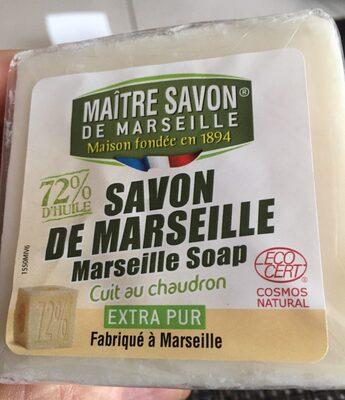 MAÎTRE SAVON®
DE MARSEILLE
Maison fondée en 1894
72%
D'HUILE
SAVON
DE MARSEILLE
Marseille Soap
Cuit au chaudron
EXTRA PUR
Fabriqué à Marseille
ECO
CERT
COSMOS
NATURAL
72%